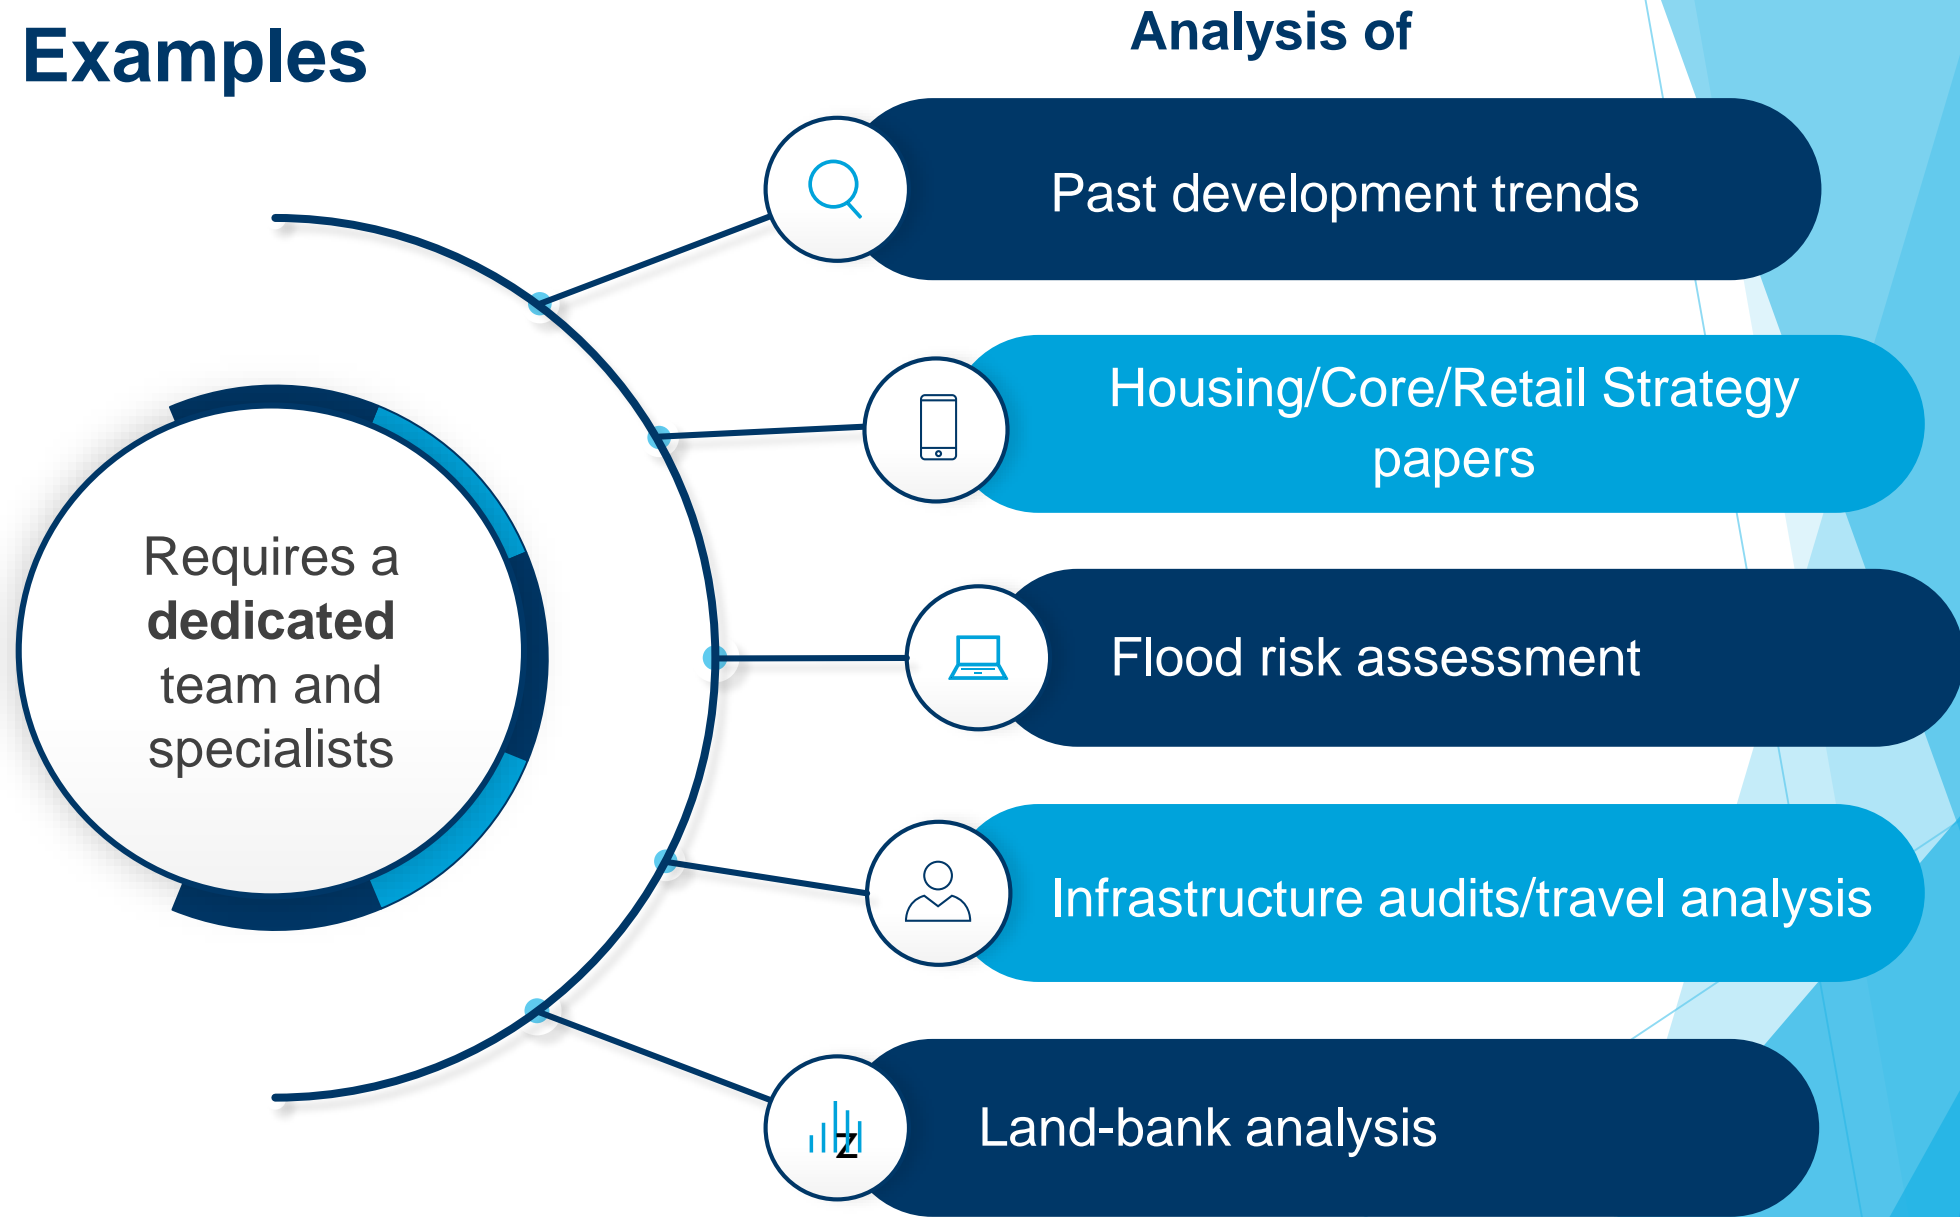 Examples
Analysis of
Past development trends
Housing/Core/Retail Strategy
papers
Requires a
dedicated
team and
specialists
Flood risk assessment
Infrastructure audits/travel analysis
Land-bank analysis
z